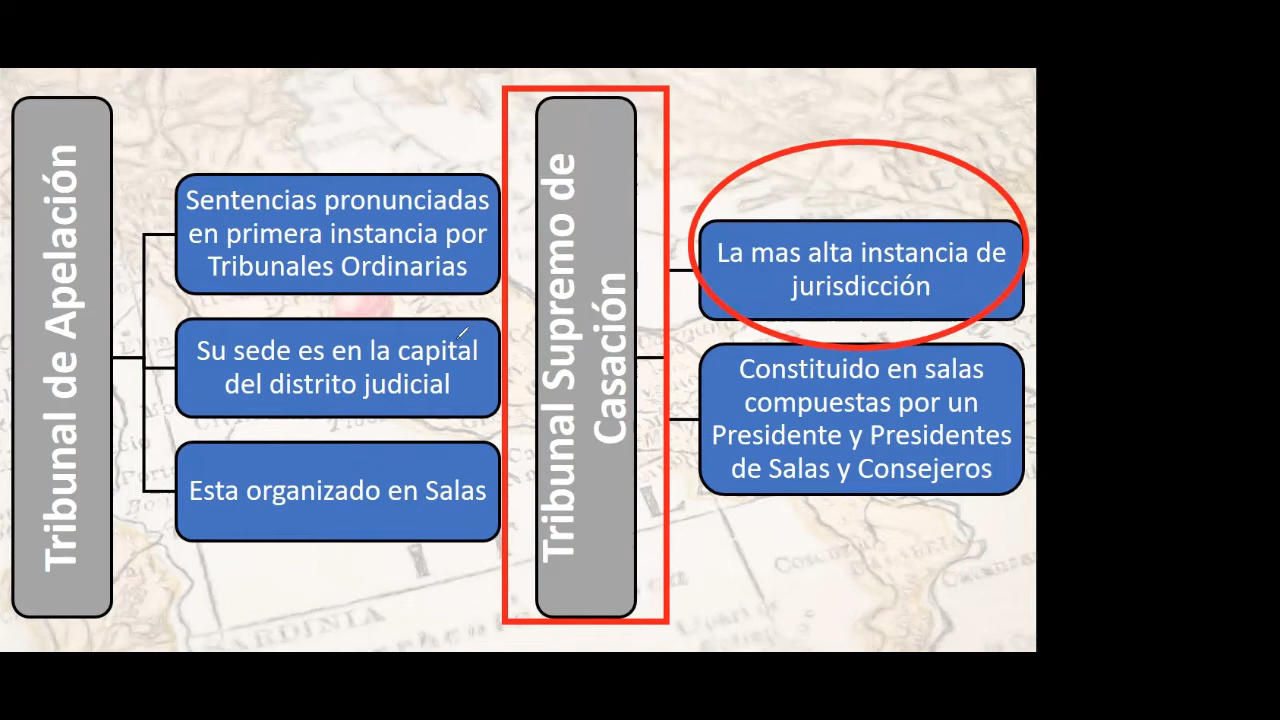 Tribunal de Apelación
Sentencias pronunciadas
en primera instancia por
Tribunales Ordinarias
Su sede es en la capital
del distrito judicial
Esta organizado en Salas
Tribunal Supremo de
Casación
La mas alta instancia de
jurisdicción
Constituido en salas
compuestas por un
Presidente y Presidentes
de Salas y Consejeros
SARDINIA